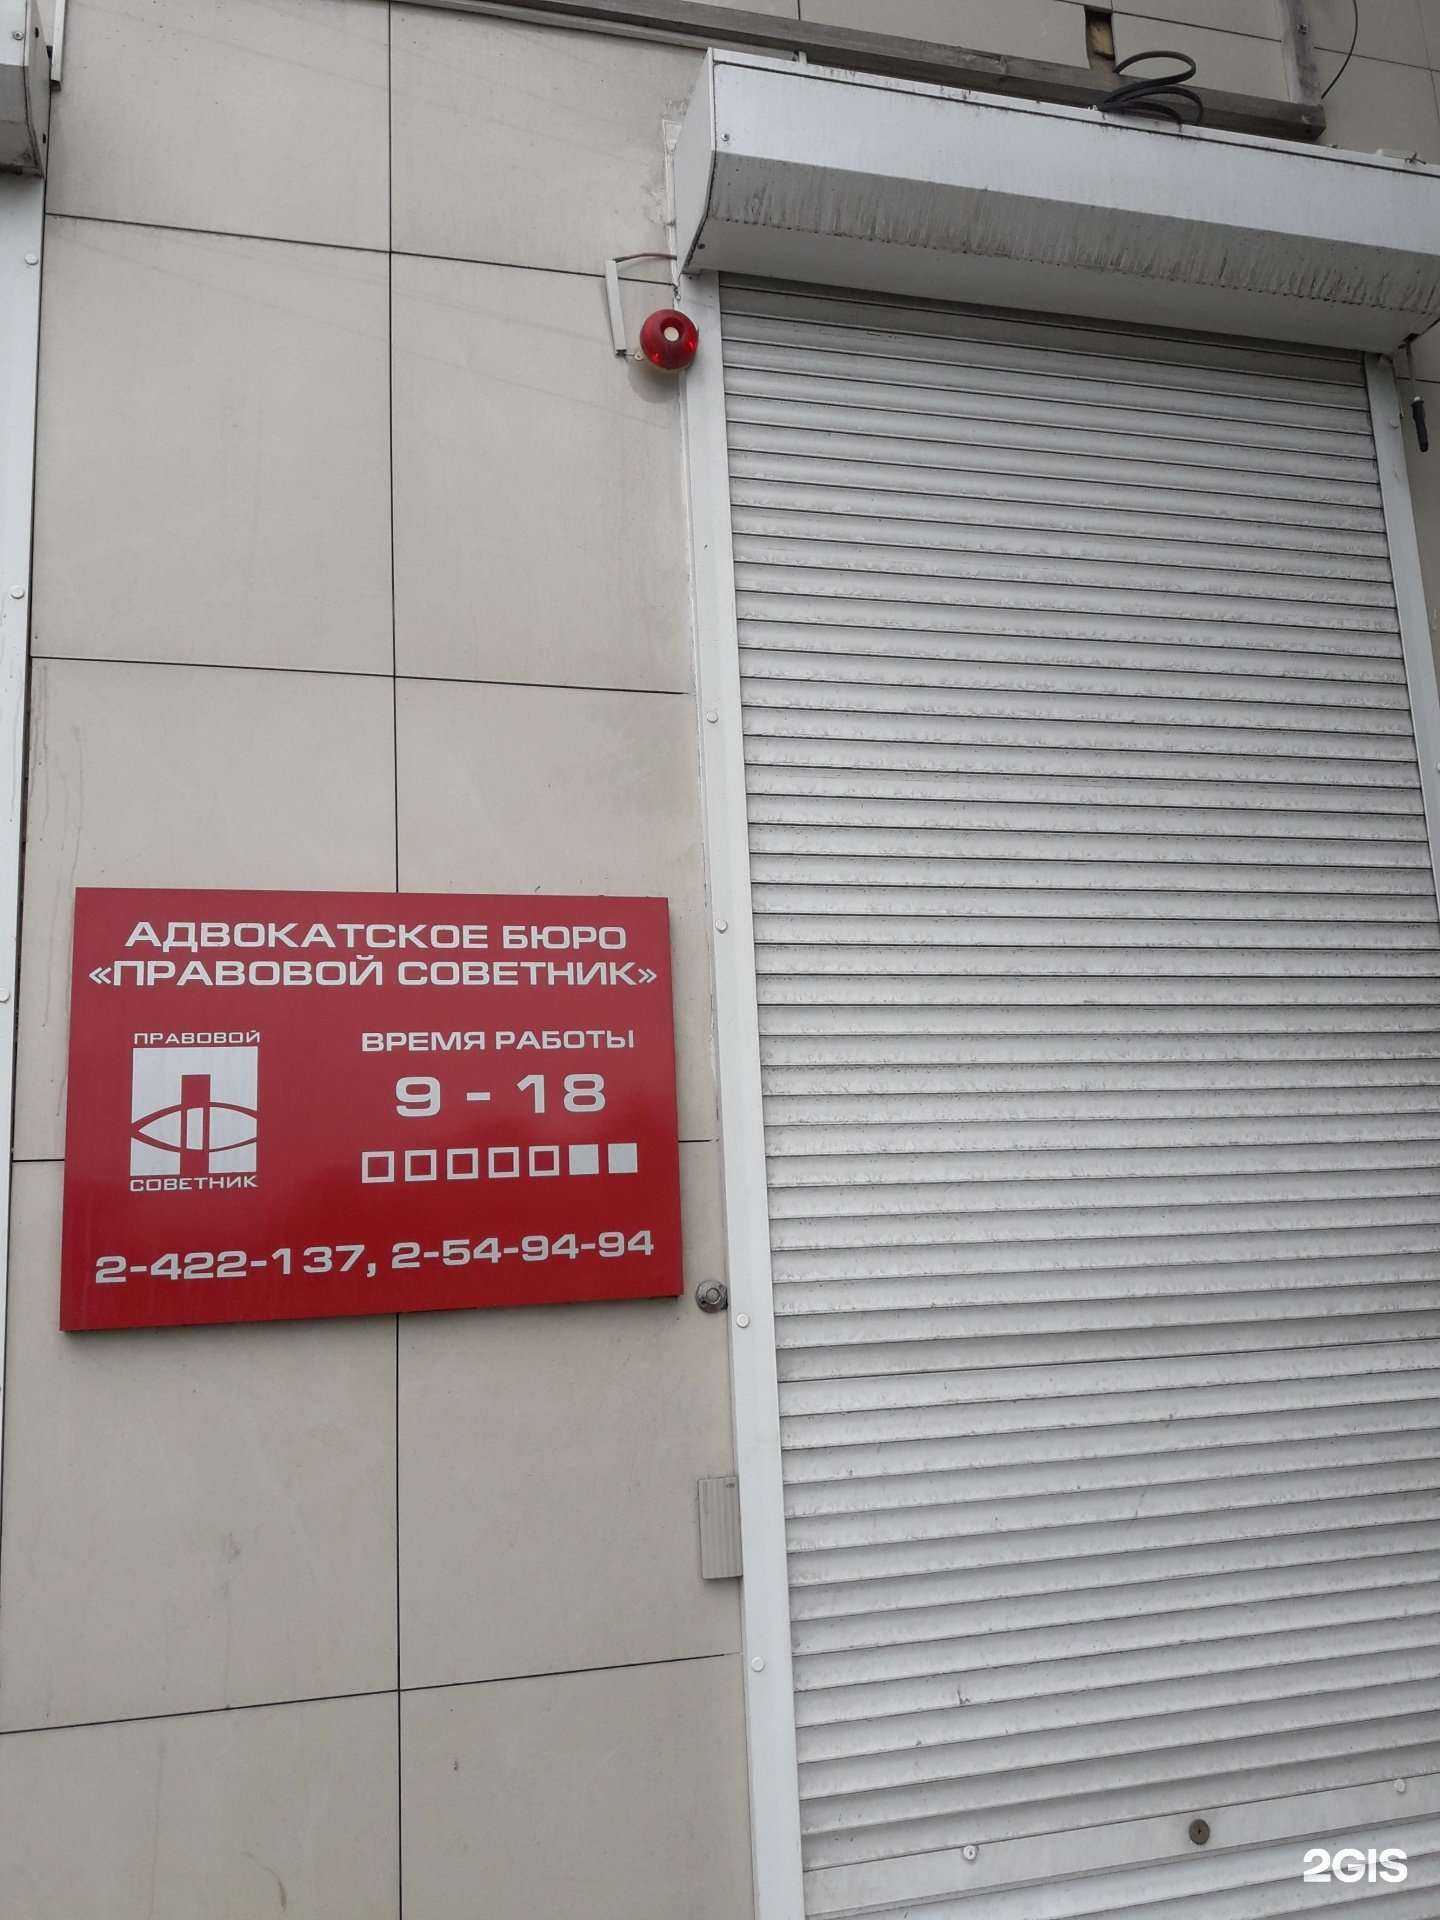 АДВОКАТСКОЕ БЮРО
«ПРАВОВОЙ СОВЕТНИК»
ПРАВОВОЙ
СОВЕТНИК
ВРЕМЯ РАБОТЫ
9 - 18
2-422-137, 2-54-94-94
2GIS